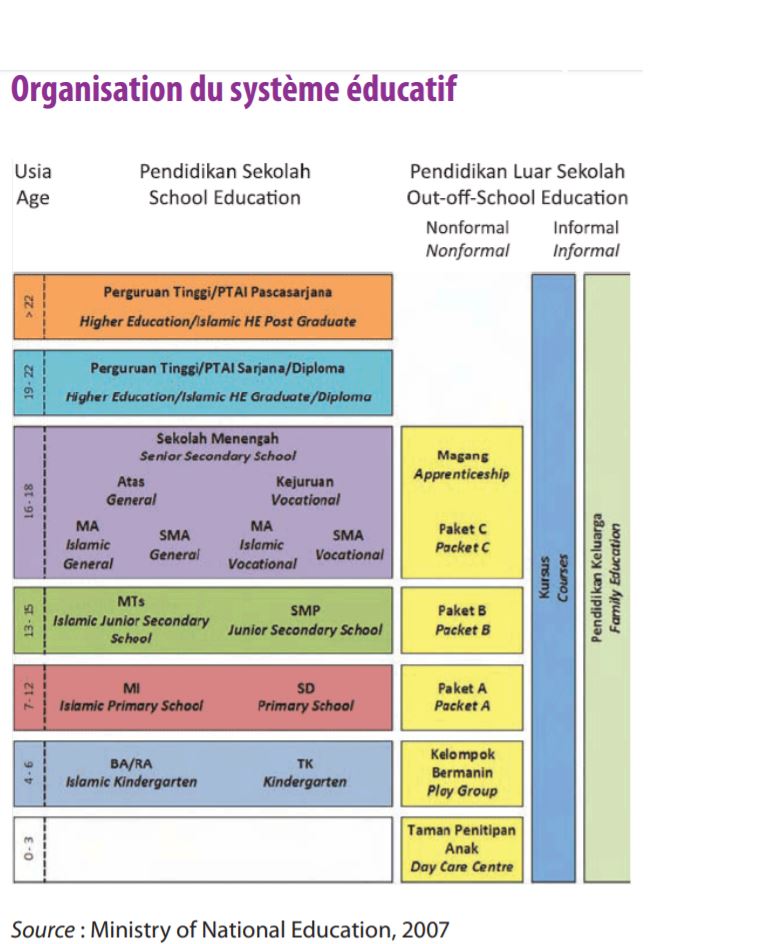 Organisation du système éducatif
Usia
Age
Pendidikan Sekolah
School Education
Pendidikan Luar Sekolah
Out-off-School Education
Nonformal
Nonformal
Informal
Informal
> 22
Perguruan Tinggi/PTAI Pascasarjana
Higher Education/Islamic HE Post Graduate
19 - 22
Perguruan Tinggi/PTAI Sarjana/Diploma
Higher Education/Islamic HE Graduate/Diploma
16 - 18
Sekolah Menengah
Senior Secondary School
Atas
General
Kejuruan
Vocational
MA
Islamic
General
SMA
General
MA
Islamic
Vocational
SMA
Vocational
Magang
Apprenticeship
Paket C
Packet C
13 - 15
MTs
Islamic Junior Secondary
School
SMP
Junior Secondary School
Paket B
Packet B
7 - 12
MI
Islamic Primary School
SD
Primary School
Paket A
Packet A
4 - 6
BA/RA
Islamic Kindergarten
TK
Kindergarten
Kelompok
Bermanin
Play Group
0 - 3
Taman Penitipan
Anak
Day Care Centre
Kursus
Courses
Pendidikan Keluarga
Family Education
Source : Ministry of National Education, 2007